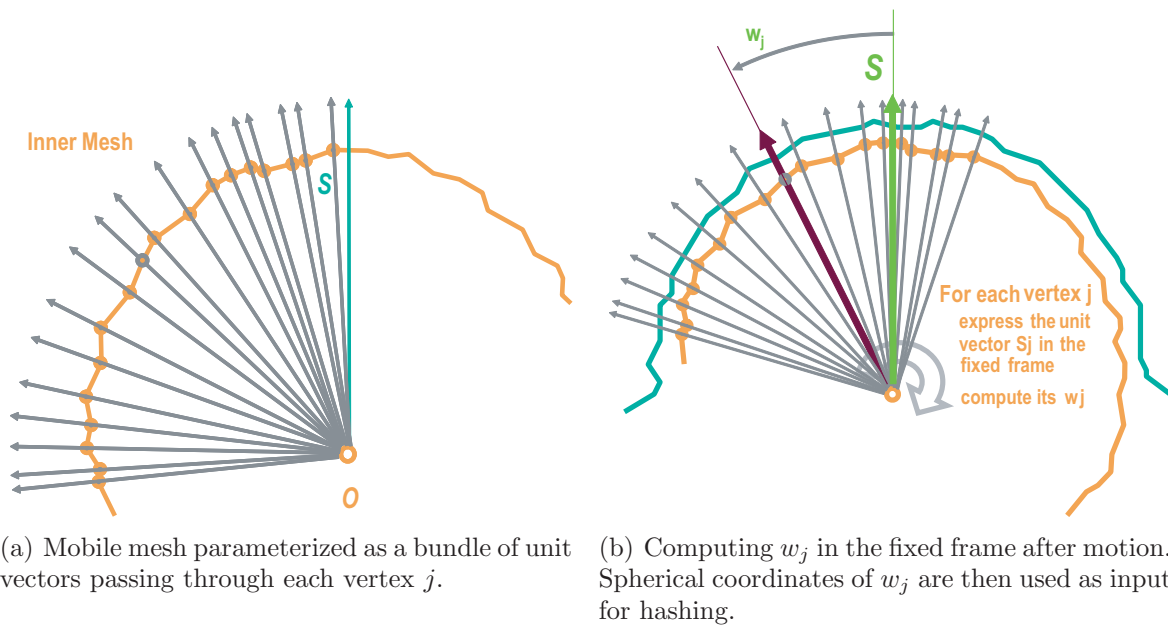 Inner Mesh
S
O
w_j
S
For each vertex j
express the unit
vector Sj in the
fixed frame
compute its wj
(a) Mobile mesh parameterized as a bundle of unit
vectors passing through each vertex j.
(b) Computing w_j in the fixed frame after motion.
Spherical coordinates of w_j are then used as input
for hashing.